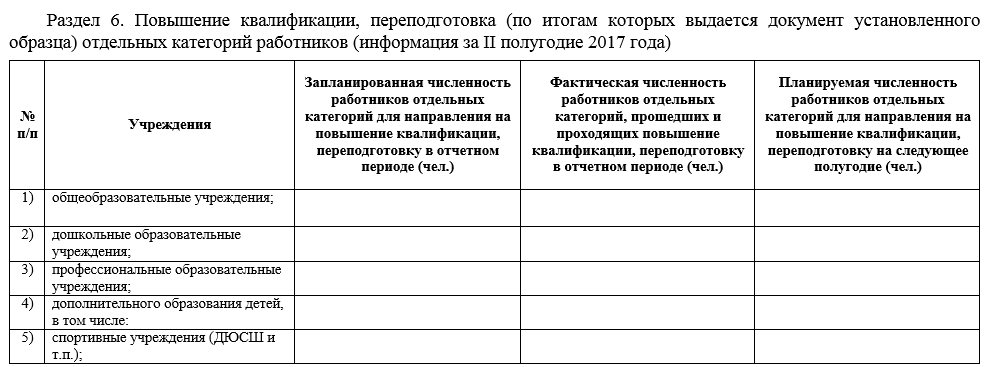 Раздел 6. Повышение квалификации, переподготовка (по итогам которых выдается документ установленного
образца) отдельных категорий работников (информация за II полугодие 2017 года)
№
п/п
Учреждения
Запланированная численность
работников отдельных
категорий для направления на
повышение квалификации,
переподготовку в отчетном
периоде (чел.)
Фактическая численность
работников отдельных
категорий, прошедших и
проходящих повышение
квалификации, переподготовку
в отчетном периоде (чел.)
Планируемая численность
работников отдельных
категорий для направления на
повышение квалификации,
переподготовку на следующее
полугодие (чел.)
1) общеобразовательные учреждения;
2) дошкольные образовательные
учреждения;
3) профессиональные образовательные
учреждения;
4) дополнительного образования детей,
в том числе:
5) спортивные учреждения (ДЮСШ и
т.п.);